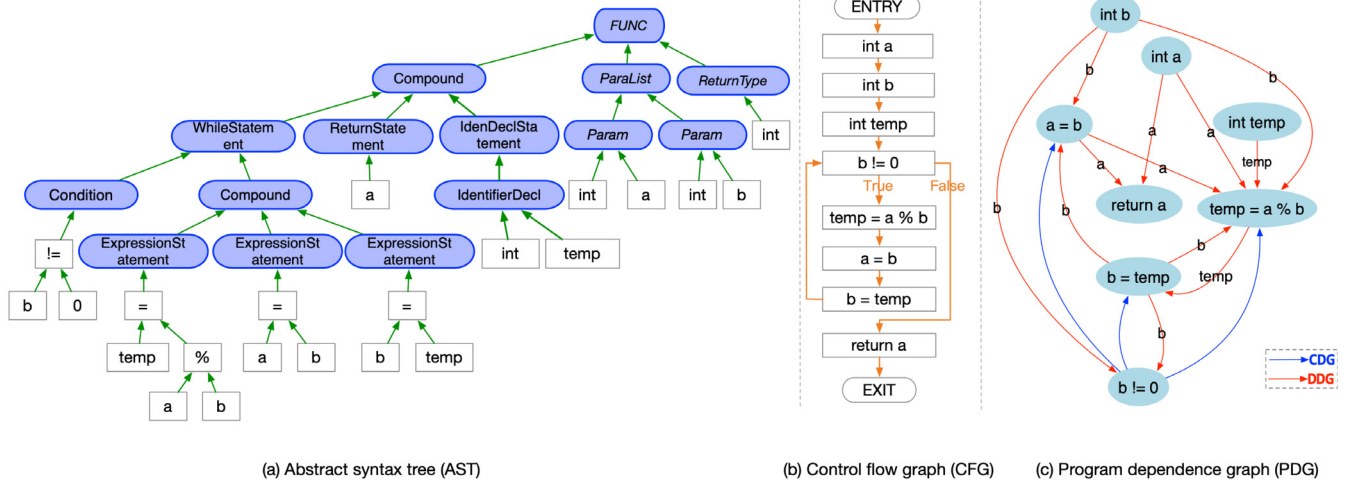 FUNC
Compound
ParaList
ReturnType
WhileStatem
ent
ReturnState
ment
IdenDeclSta
tement
Param
Param
int
Condition
Compound
a
IdentifierDecl
int
a
int
b
!=
ExpressionSt
atement
ExpressionSt
atement
ExpressionSt
atement
int
temp
b
0
=
=
=
temp
%
a
b
b
temp
a
b
(a) Abstract syntax tree (AST)
ENTRY
int a
int b
int temp
b != 0
True
False
temp = a % b
a = b
b = temp
return a
EXIT
(b) Control flow graph (CFG)
int b
int a
b
b
a = b
int temp
a
a
temp
a
a
return a
temp = a % b
b
b
b
b = temp
temp
b
b != 0
CDG
DDG
(c) Program dependence graph (PDG)